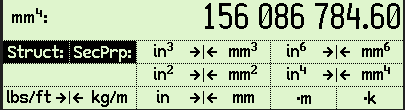 mm⁴: 156 086 784.60
Struct: SecPrp: in³ →|← mm³ in⁶ →|← mm⁶
in² →|← mm² in⁴ →|← mm⁴
lbs/ft →|← kg/m in →|← mm ·m ·k